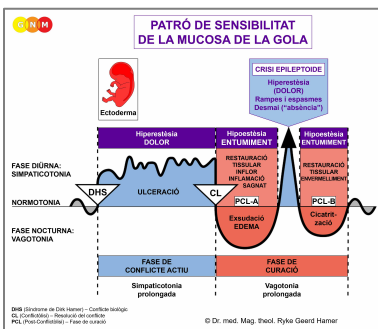 GNM
PATRÓ DE SENSIBILITAT
DE LA MUCOSA DE LA GOLA
CRISI EPILEPTOIDE
Hiperestèsia
(DOLOR)
Rampes i espasmes
Desmai ("absència")
Ectoderma
Hiperestèsia
DOLOR
Hipoestèsia
ENTUMIMENT
Hipoestèsia
ENTUMIMENT
FASE DIÜRNA:
SIMPATICOTONIA
RESTAURACIÓ
TISSULAR
INFLOR
INFLAMACIÓ
SAGNAT
RESTAURACIÓ
TISSULAR
ENVERMELLIMENT
DHS
ULCERACIÓ
CL
NORMOTONIA
PCL-A
PCL-B
FASE NOCTURNA:
VAGOTONIA
Exsudació
EDEMA
Cicatrit-
zació
FASE DE
CONFLICTE ACTIU
FASE DE
CURACIÓ
Simpaticotonia
prolongada
Vagotonia
prolongada
DHS (Síndrome de Dirk Hamer) – Conflicte biològic
CL (Conflictòlisi) – Resolució del conflicte
PCL (Post-Conflictòlisi) – Fase de curació
© Dr. med. Mag. theol. Ryke Geerd Hamer